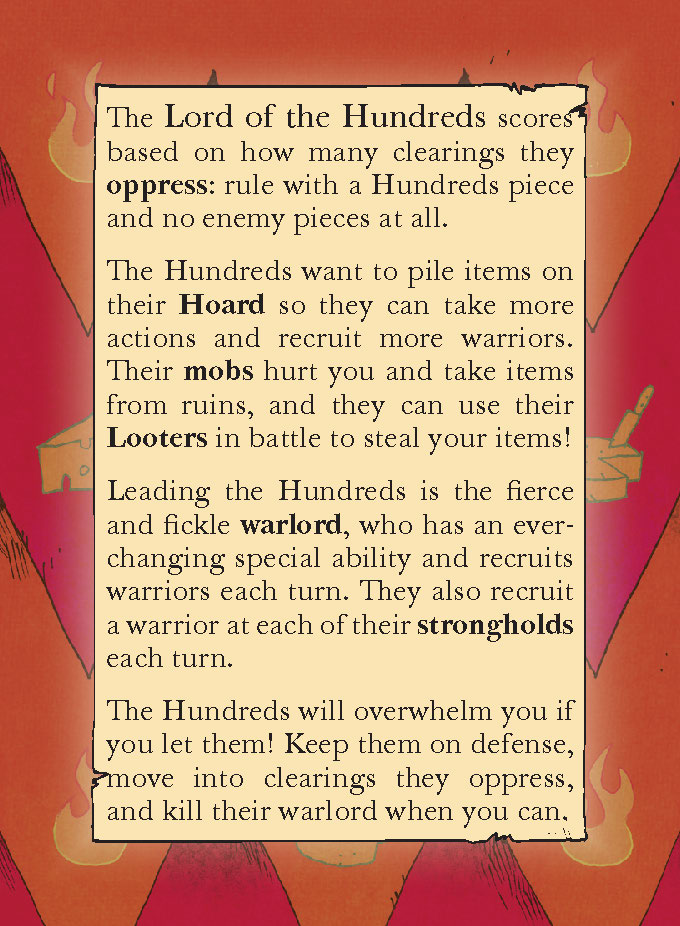 The Lord of the Hundreds scores
based on how many clearings they
oppress: rule with a Hundreds piece
and no enemy pieces at all.
The Hundreds want to pile items on
their Hoard so they can take more
actions and recruit more warriors.
Their mobs hurt you and take items
from ruins, and they can use their
Looters in battle to steal your items!
Leading the Hundreds is the fierce
and fickle warlord, who has an ever-
changing special ability and recruits
warriors each turn. They also recruit
a warrior at each of their strongholds
each turn.
The Hundreds will overwhelm you if
you let them! Keep them on defense,
move into clearings they oppress,
and kill their warlord when you can.